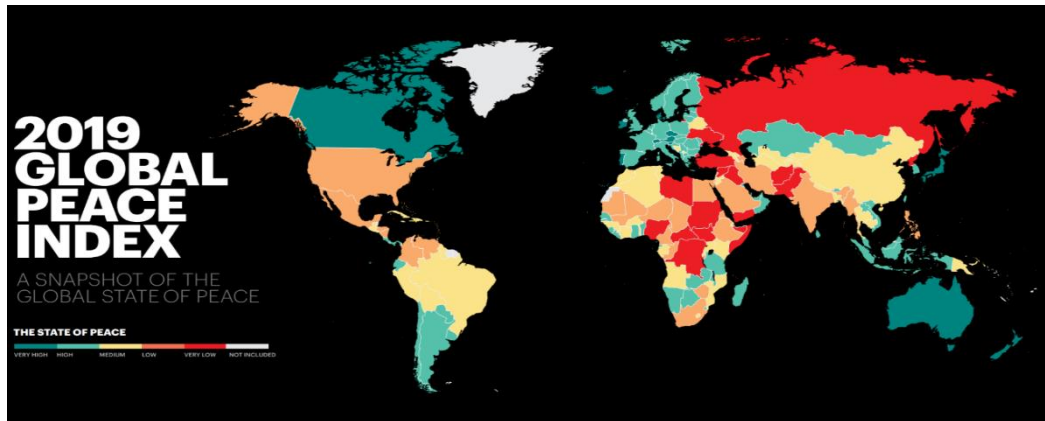 2019
GLOBAL
PEACE
INDEX
A SNAPSHOT OF THE
GLOBAL STATE OF PEACE
THE STATE OF PEACE
VERY HIGH HIGH MEDIUM LOW VERY LOW NOT INCLUDED